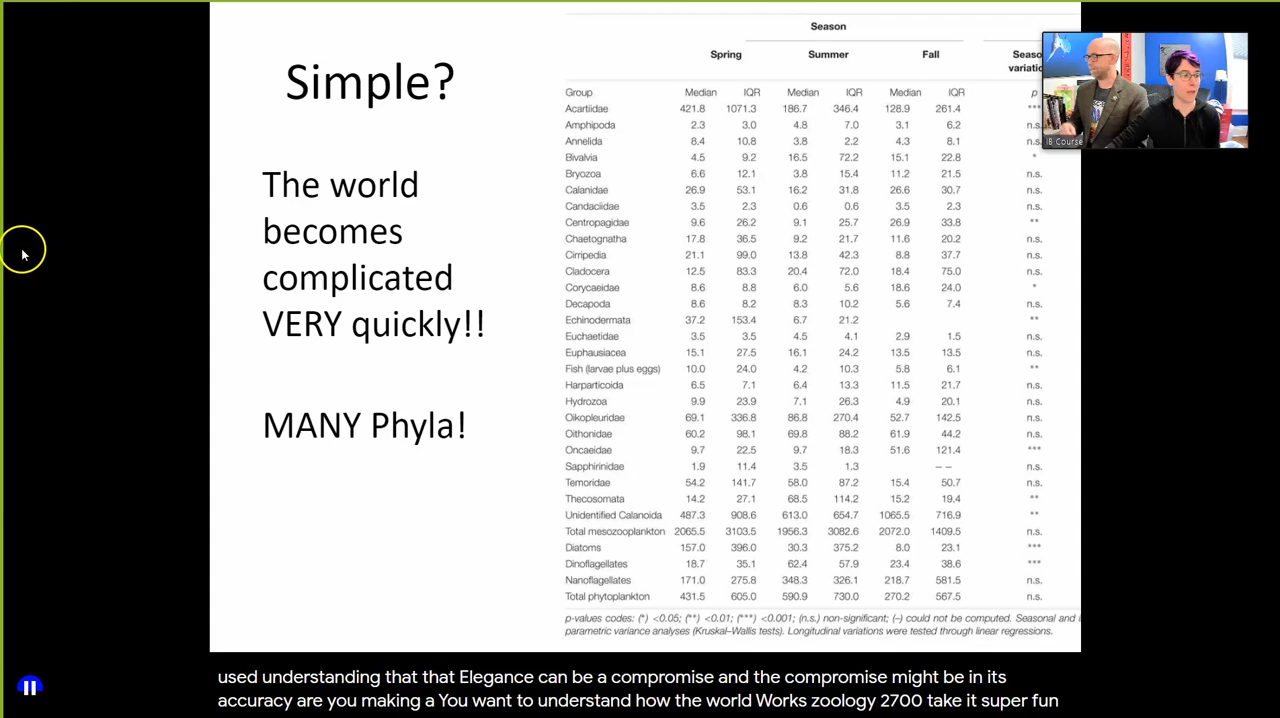 Simple?
The world
becomes
complicated
VERY quickly!!
MANY Phyla!
Season
Spring Summer Fall
Group Median IQR Median IQR Median IQR p
Acartiidae 421.8 1071.3 186.7 346.4 128.9 261.4 ***
Amphipoda 2.3 3.0 4.8 7.0 3.1 6.2 n.s.
Annelida 8.4 10.8 3.8 2.2 4.3 8.1 n.s.
Bivalvia 4.5 9.2 16.5 72.2 15.1 22.8 *
Bryozoa 6.6 12.1 3.8 15.4 11.2 21.5 n.s.
Calanidae 26.9 53.1 16.2 31.8 26.6 30.7 n.s.
Candaciidae 3.5 2.3 0.6 0.6 3.5 2.3 n.s.
Centropagidae 9.6 26.2 9.1 25.7 26.9 33.8 **
Chaetognatha 17.8 36.5 9.2 21.7 11.6 20.2 n.s.
Cirripedia 21.1 99.0 13.8 42.3 8.8 37.7 n.s.
Cladocera 12.5 83.3 20.4 72.0 18.4 75.0 n.s.
Corycaeidae 8.6 8.8 6.0 5.6 18.6 24.0 *
Decapoda 8.6 8.2 8.3 10.2 5.6 7.4 n.s.
Echinodermata 37.2 153.4 6.7 21.2 **
Euchaetidae 3.5 3.5 4.5 4.1 2.9 1.5 n.s.
Euphausiacea 15.1 27.5 16.1 24.2 13.5 13.5 n.s.
Fish (larvae plus eggs) 10.0 24.0 4.2 10.3 5.8 6.1 **
Harparticoida 6.5 7.1 6.4 13.3 11.5 21.7 n.s.
Hydrozoa 9.9 23.9 7.1 26.3 4.9 20.1 n.s.
Oikopleuridae 69.1 336.8 86.8 270.4 52.7 142.5 n.s.
Oithonidae 60.2 98.1 69.8 88.2 61.9 44.2 n.s.
Oncaeidae 9.7 22.5 9.7 18.3 51.6 121.4 ***
Sapphirinidae 1.9 11.4 3.5 1.3 – – n.s.
Temoridae 54.2 141.7 58.0 87.2 15.4 50.7 n.s.
Thecosomata 14.2 27.1 68.5 114.2 15.2 19.4 **
Unidentified Calanoida 487.3 908.6 613.0 654.7 1065.5 716.9 **
Total mesozooplankton 2065.5 3103.5 1956.3 3082.6 2072.0 1409.5 n.s.
Diatoms 157.0 396.0 30.3 375.2 8.0 23.1 ***
Dinoflagellates 18.7 35.1 62.4 57.9 23.4 38.6 ***
Nanoflagellates 171.0 275.8 348.3 326.1 218.7 581.5 n.s.
Total phytoplankton 431.5 605.0 590.9 730.0 270.2 567.5 n.s.
p-values codes: (*) <0.05; (**) <0.01; (***) <0.001; (n.s.) non-significant; (–) could not be computed. Seasonal and
parametric variance analyses (Kruskal–Wallis tests). Longitudinal variations were tested through linear regressions.
IB Course
used understanding that that Elegance can be a compromise and the compromise might be in its
accuracy are you making a You want to understand how the world Works zoology 2700 take it super fun